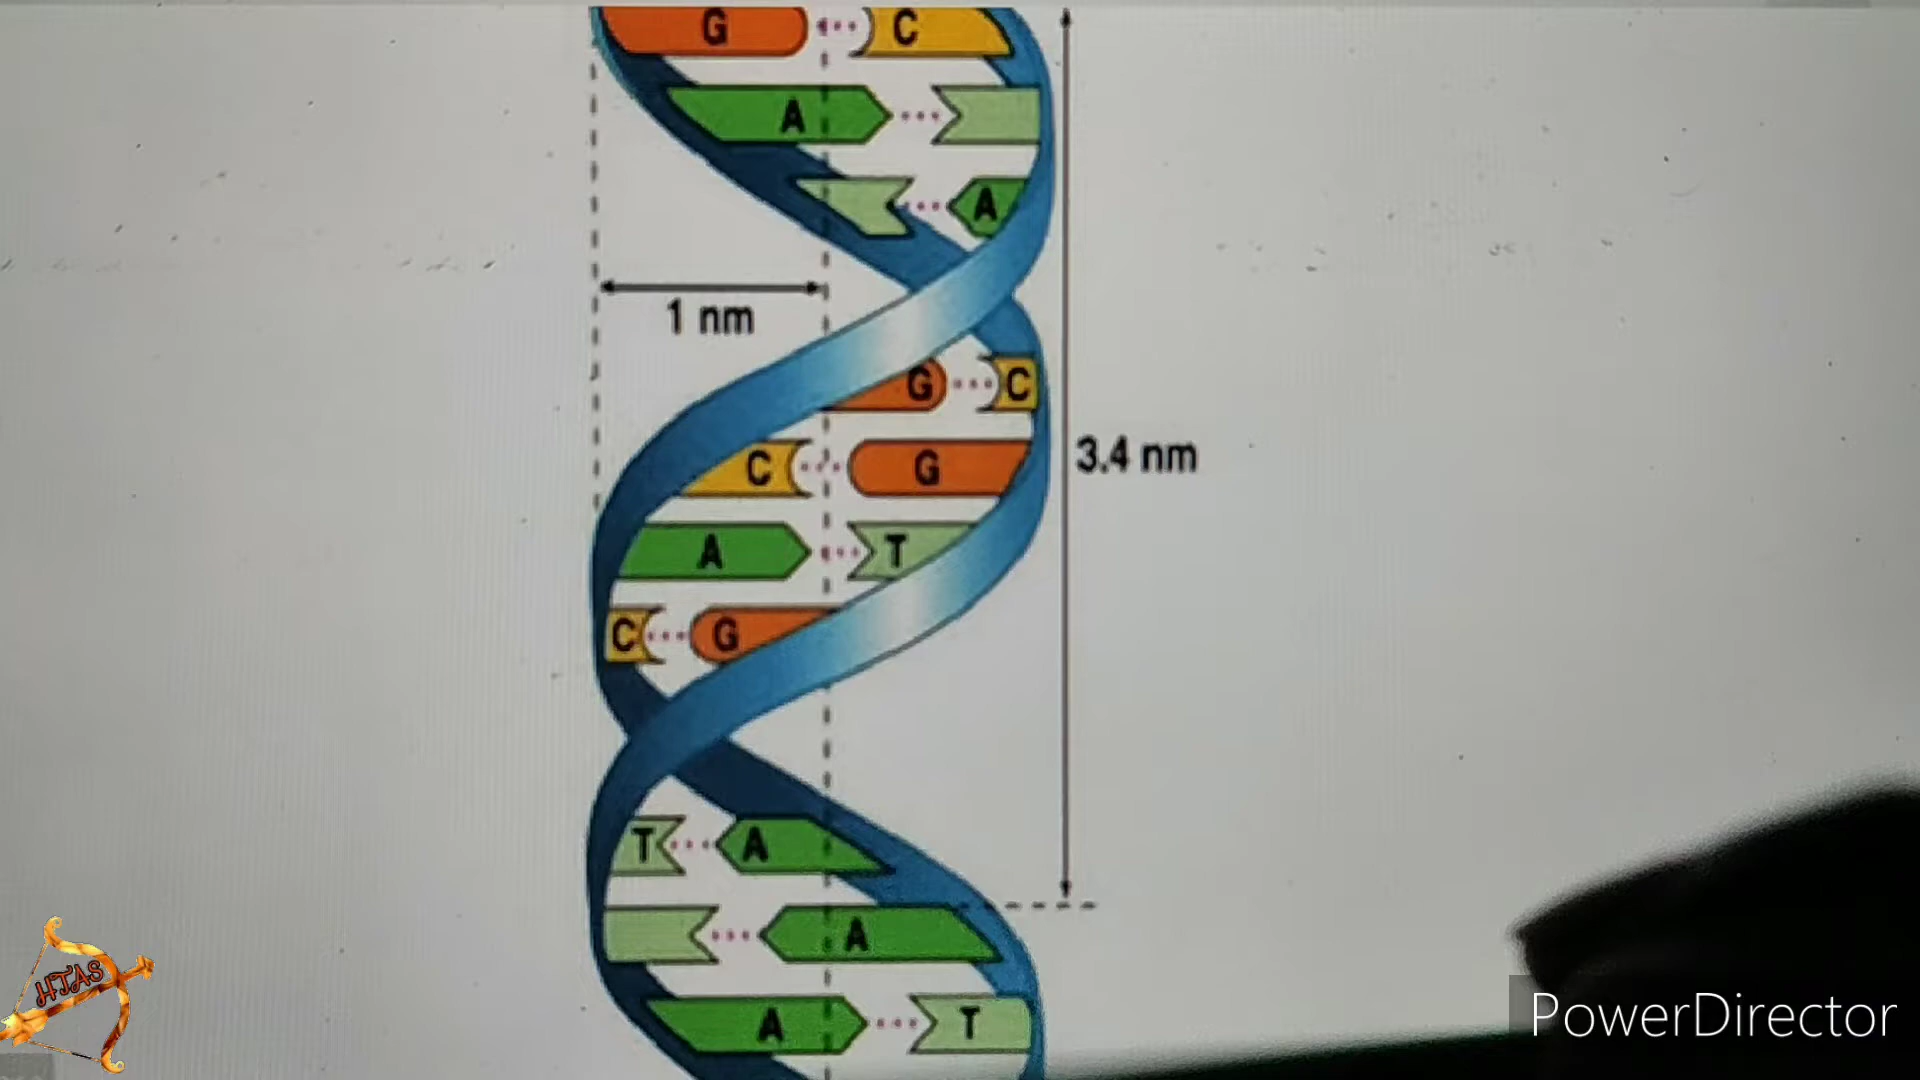 G C
A
A
1 nm
G C
C G
3.4 nm
A T
C G
T A
A
A T
HTAS
PowerDirector